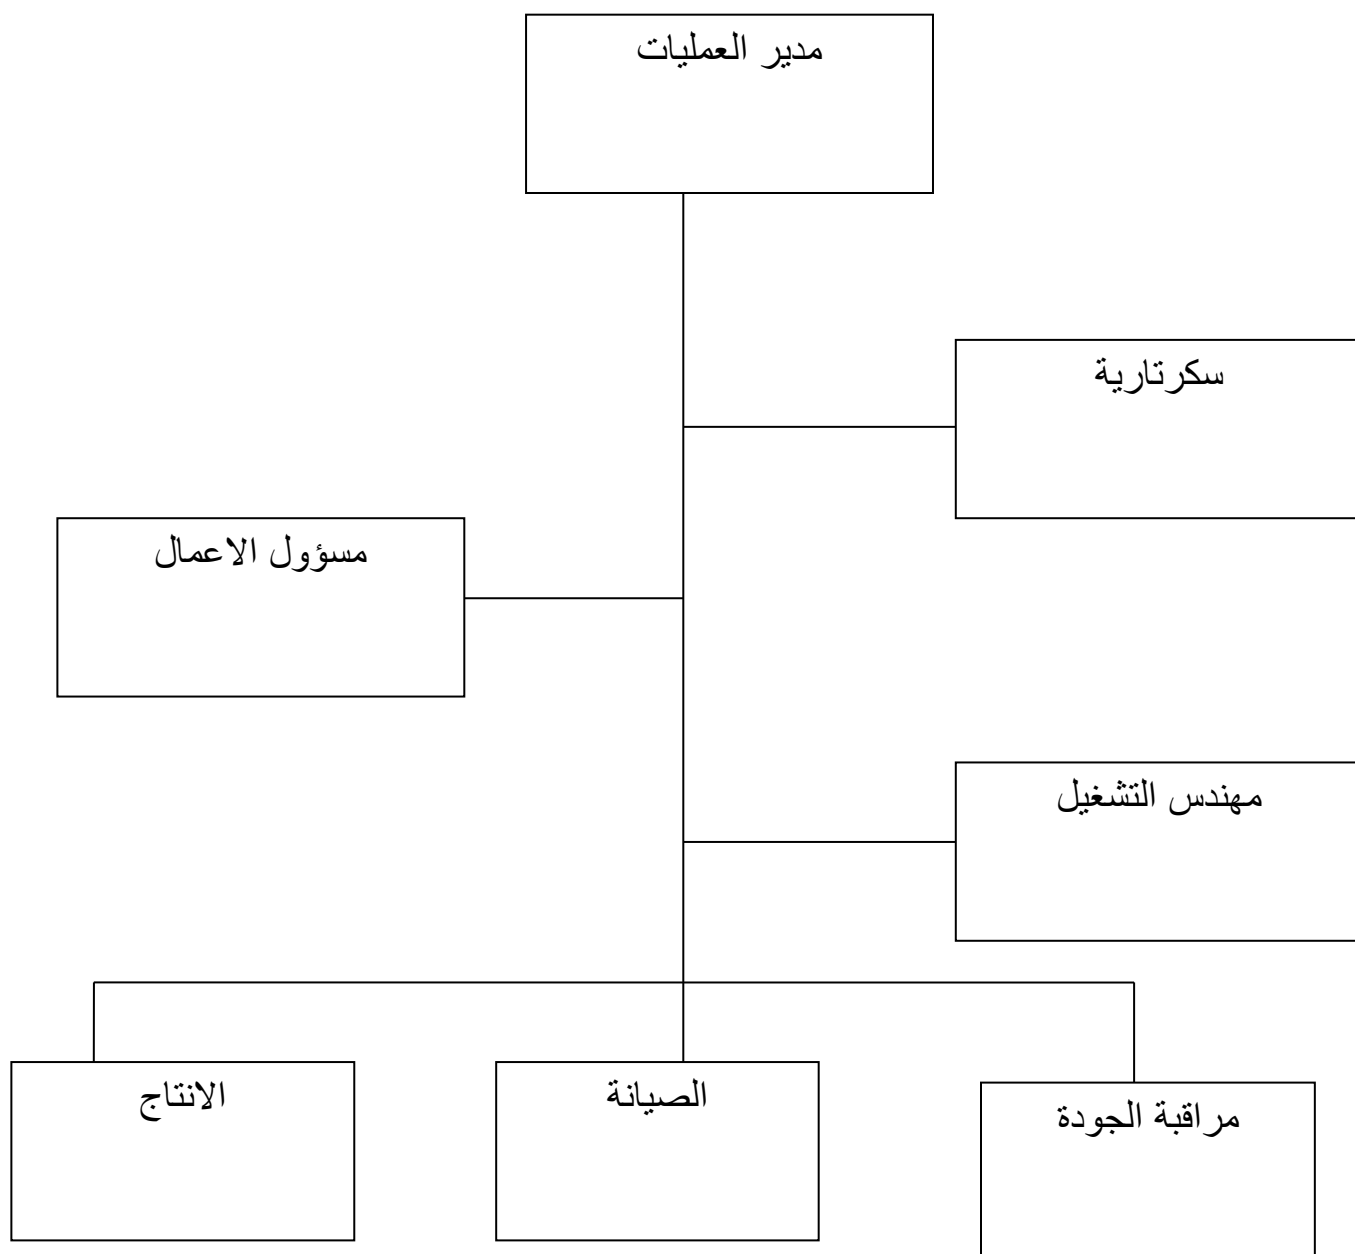 مدير العمليات
سكرتارية
مسؤول الاعمال
مهندس التشغيل
مراقبة الجودة
الصيانة
الانتاج